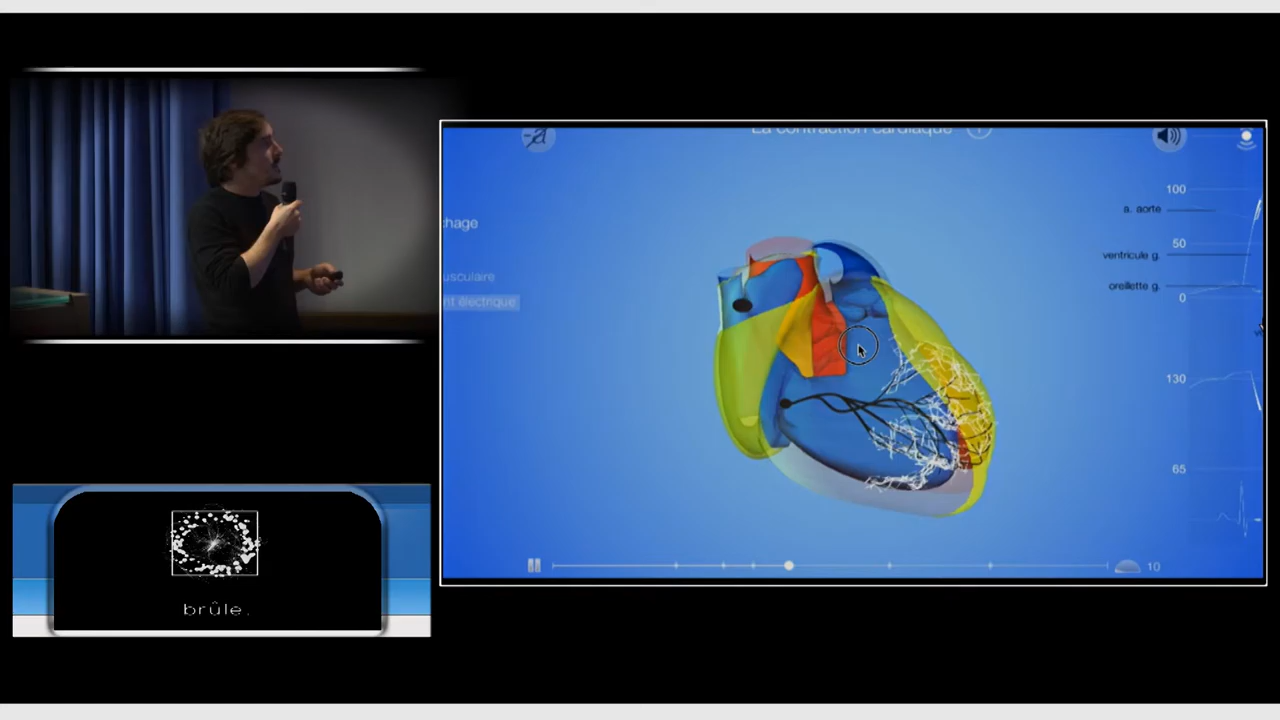 La contraction cardiaque
chage
usculaire
nt électrique
100
a. aorte
50
ventricule g.
oreillette g.
0
130
65
10
brûle.